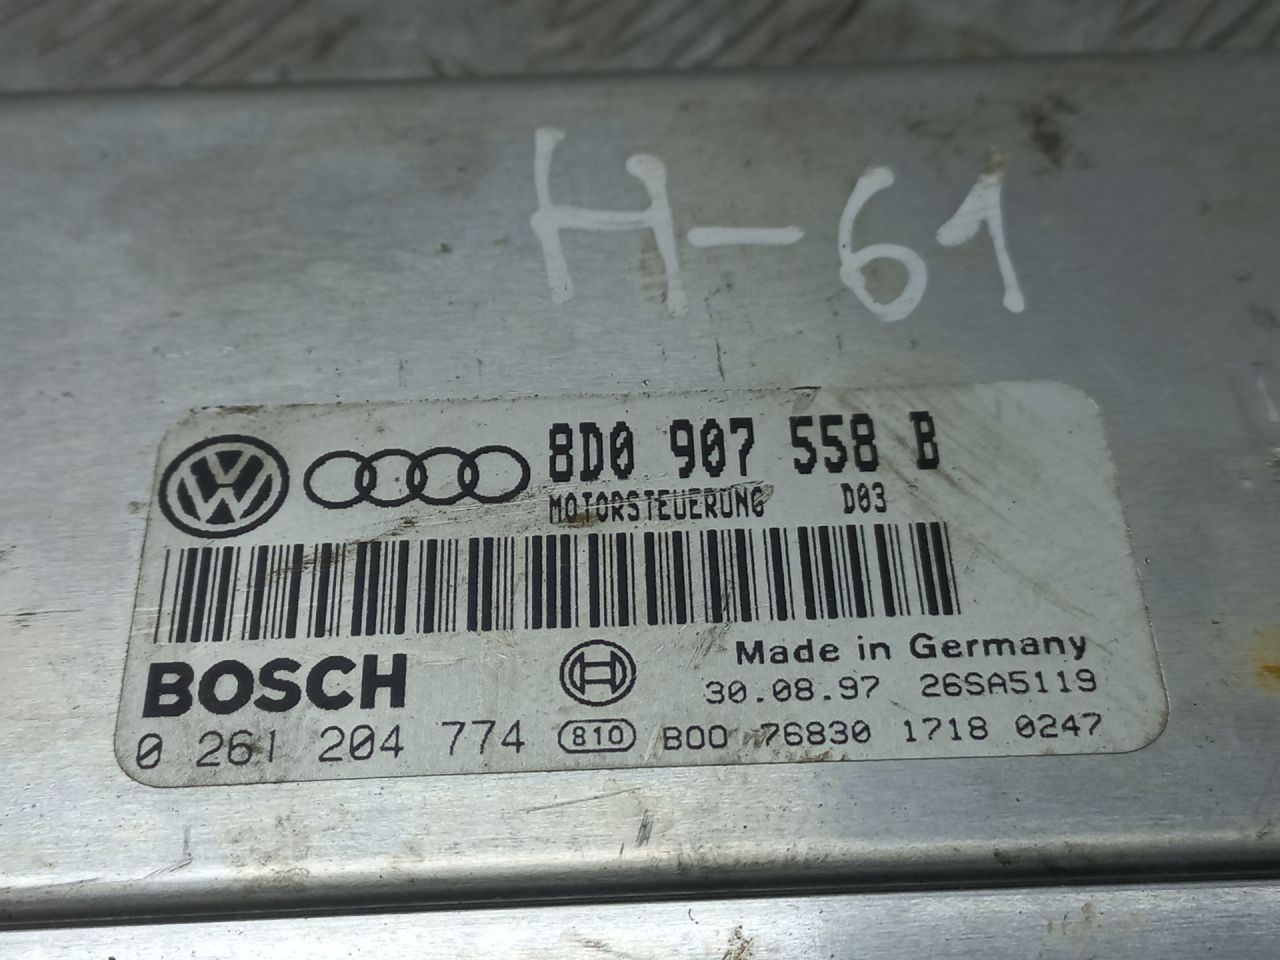 H-61
8D0 907 558 B
MOTORSTEUERUNG D03
BOSCH
Made in Germany
30.08.97 26SA5119
0 261 204 774 810 B00 76830 1718 0247